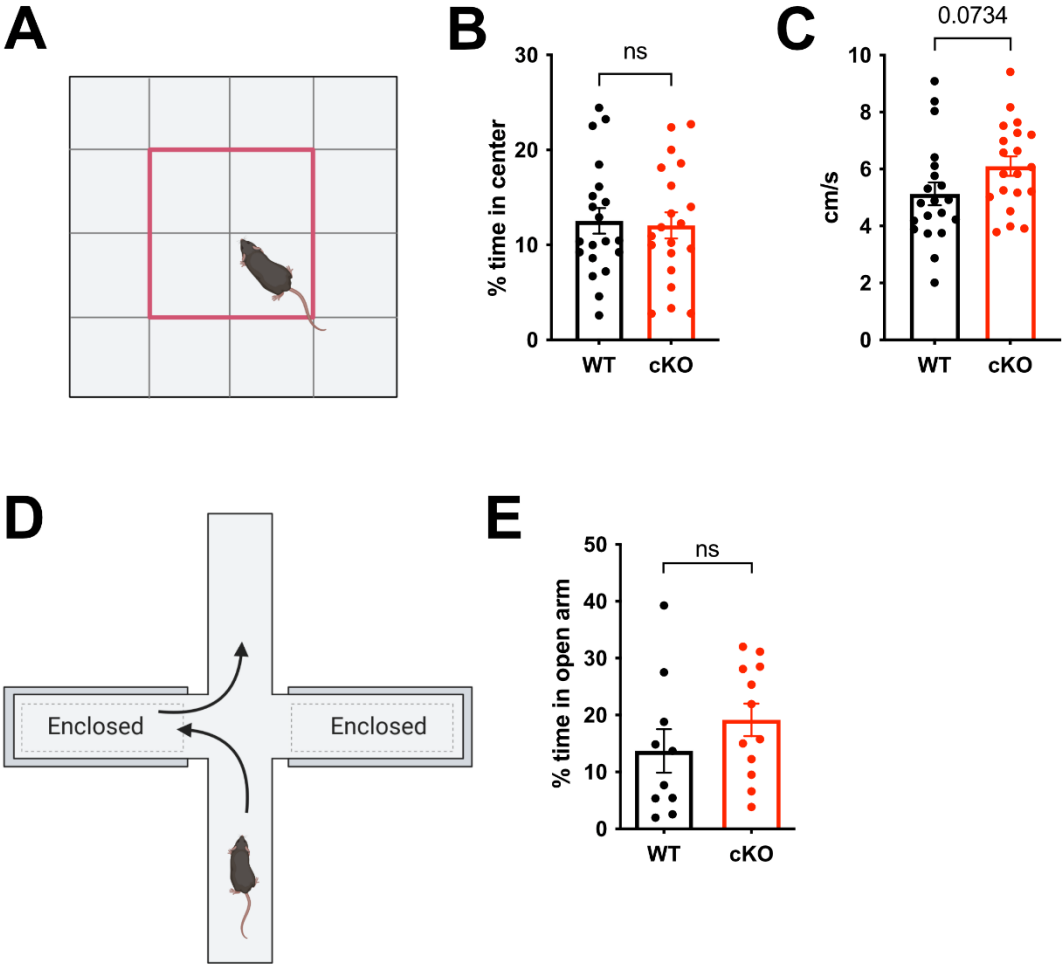 A
B
% time in center
30
20
10
0
ns
WT cKO
C
cm/s
10
8
6
4
2
0
0.0734
WT cKO
D
Enclosed Enclosed
E
% time in open arm
50
40
30
20
10
0
ns
WT cKO